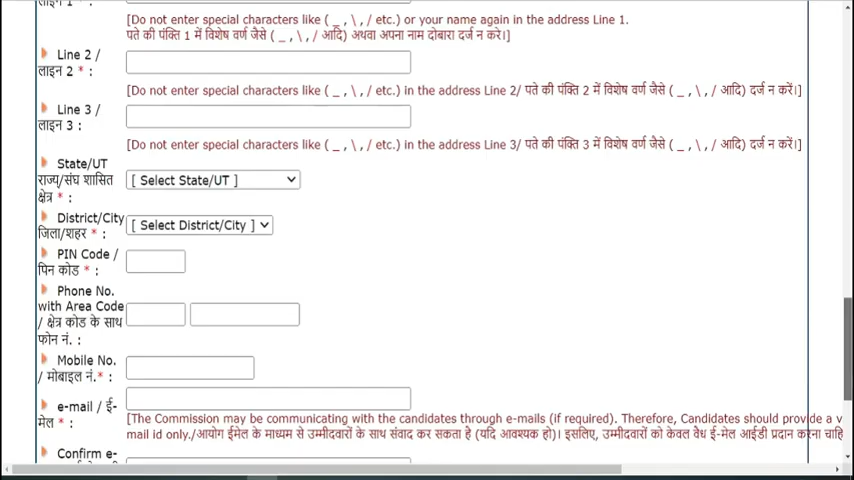 लाइन 1 * :
[Do not enter special characters like ( _ , \ , / etc.) or your name again in the address Line 1.
पते की पंक्ति 1 में विशेष वर्ण जैसे ( _ , \ , / आदि) अथवा अपना नाम दोबारा दर्ज न करें।]
Line 2 /
लाइन 2 * :
[Do not enter special characters like ( _ , \ , / etc.) in the address Line 2/ पते की पंक्ति 2 में विशेष वर्ण जैसे ( _ , \ , / आदि) दर्ज न करें।]
Line 3 /
लाइन 3 :
[Do not enter special characters like ( _ , \ , / etc.) in the address Line 3/ पते की पंक्ति 3 में विशेष वर्ण जैसे ( _ , \ , / आदि) दर्ज न करें।]
State/UT
राज्य/संघ शासित
क्षेत्र * :
[ Select State/UT ]
District/City
जिला/शहर * :
[ Select District/City ]
PIN Code /
पिन कोड * :
Phone No.
with Area Code
/ क्षेत्र कोड के साथ
फोन नं. :
Mobile No.
/ मोबाइल नं.* :
e-mail / ई-
मेल * :
[The Commission may be communicating with the candidates through e-mails (if required). Therefore, Candidates should provide a v
mail id only./आयोग ईमेल के माध्यम से उम्मीदवारों के साथ संवाद कर सकता है (यदि आवश्यक हो)। इसलिए, उम्मीदवारों को केवल वैध ई-मेल आईडी प्रदान करना चाहि
Confirm e-